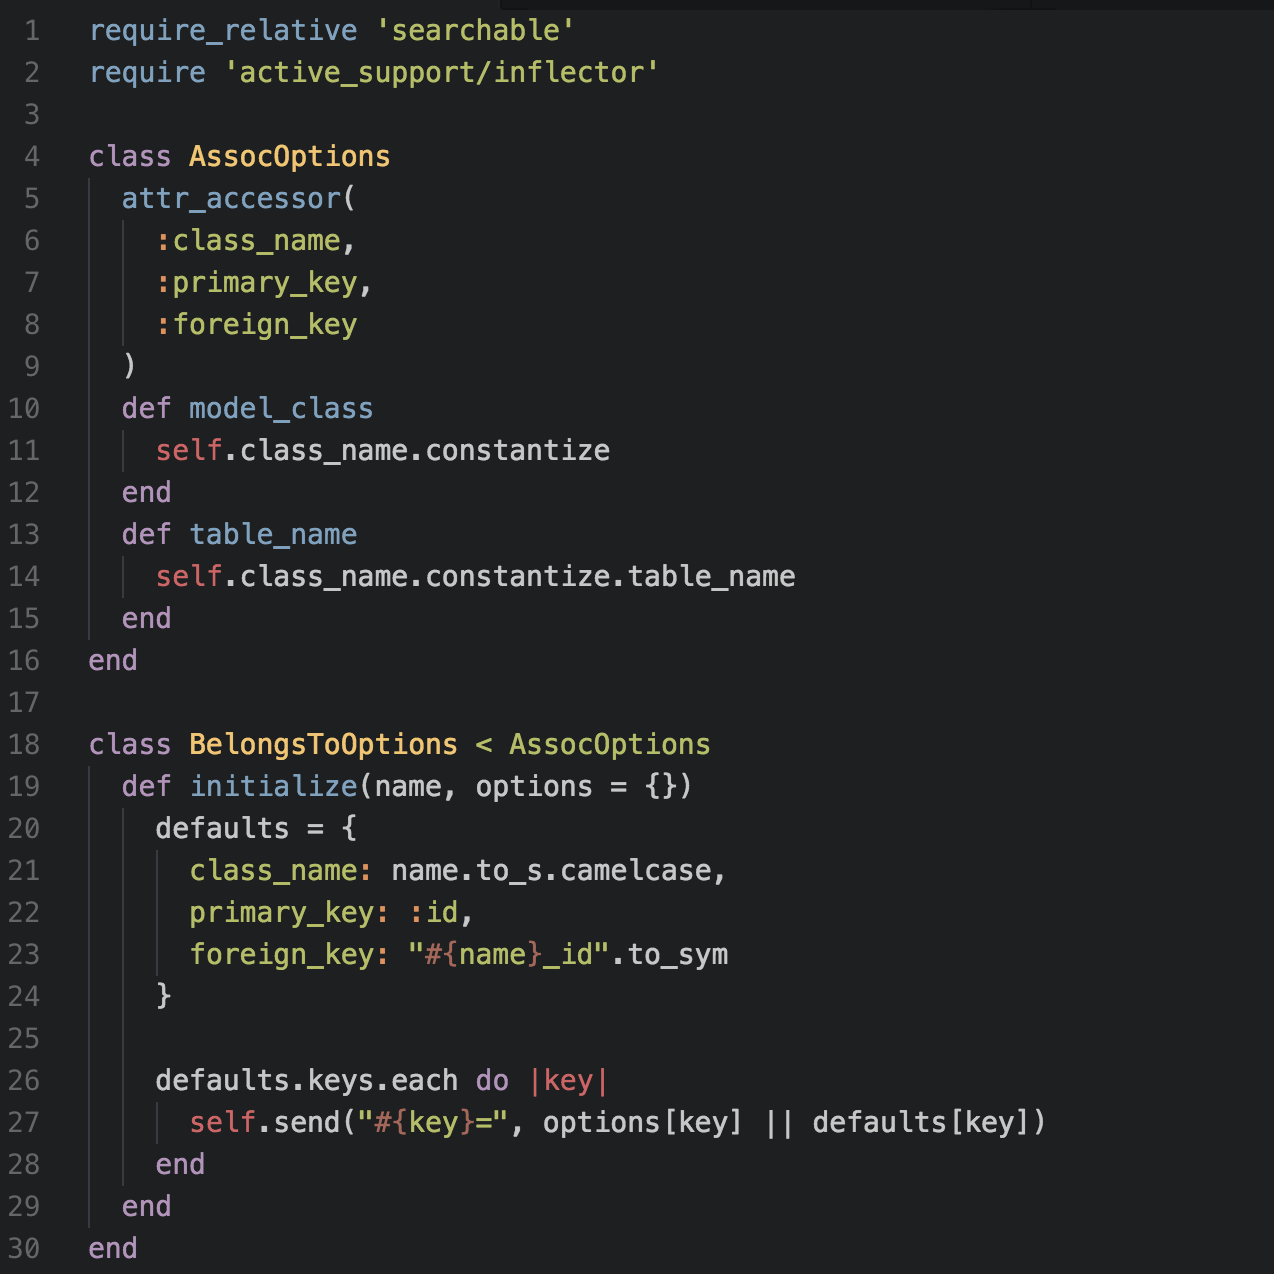 1 require_relative 'searchable'
2 require 'active_support/inflector'
3
4 class AssocOptions
5   attr_accessor(
6     :class_name,
7     :primary_key,
8     :foreign_key
9   )
10   def model_class
11     self.class_name.constantize
12   end
13   def table_name
14     self.class_name.constantize.table_name
15   end
16 end
17
18 class BelongsToOptions < AssocOptions
19   def initialize(name, options = {})
20     defaults = {
21       class_name: name.to_s.camelcase,
22       primary_key: :id,
23       foreign_key: "#{name}_id".to_sym
24     }
25
26     defaults.keys.each do |key|
27       self.send("#{key}=", options[key] || defaults[key])
28     end
29   end
30 end